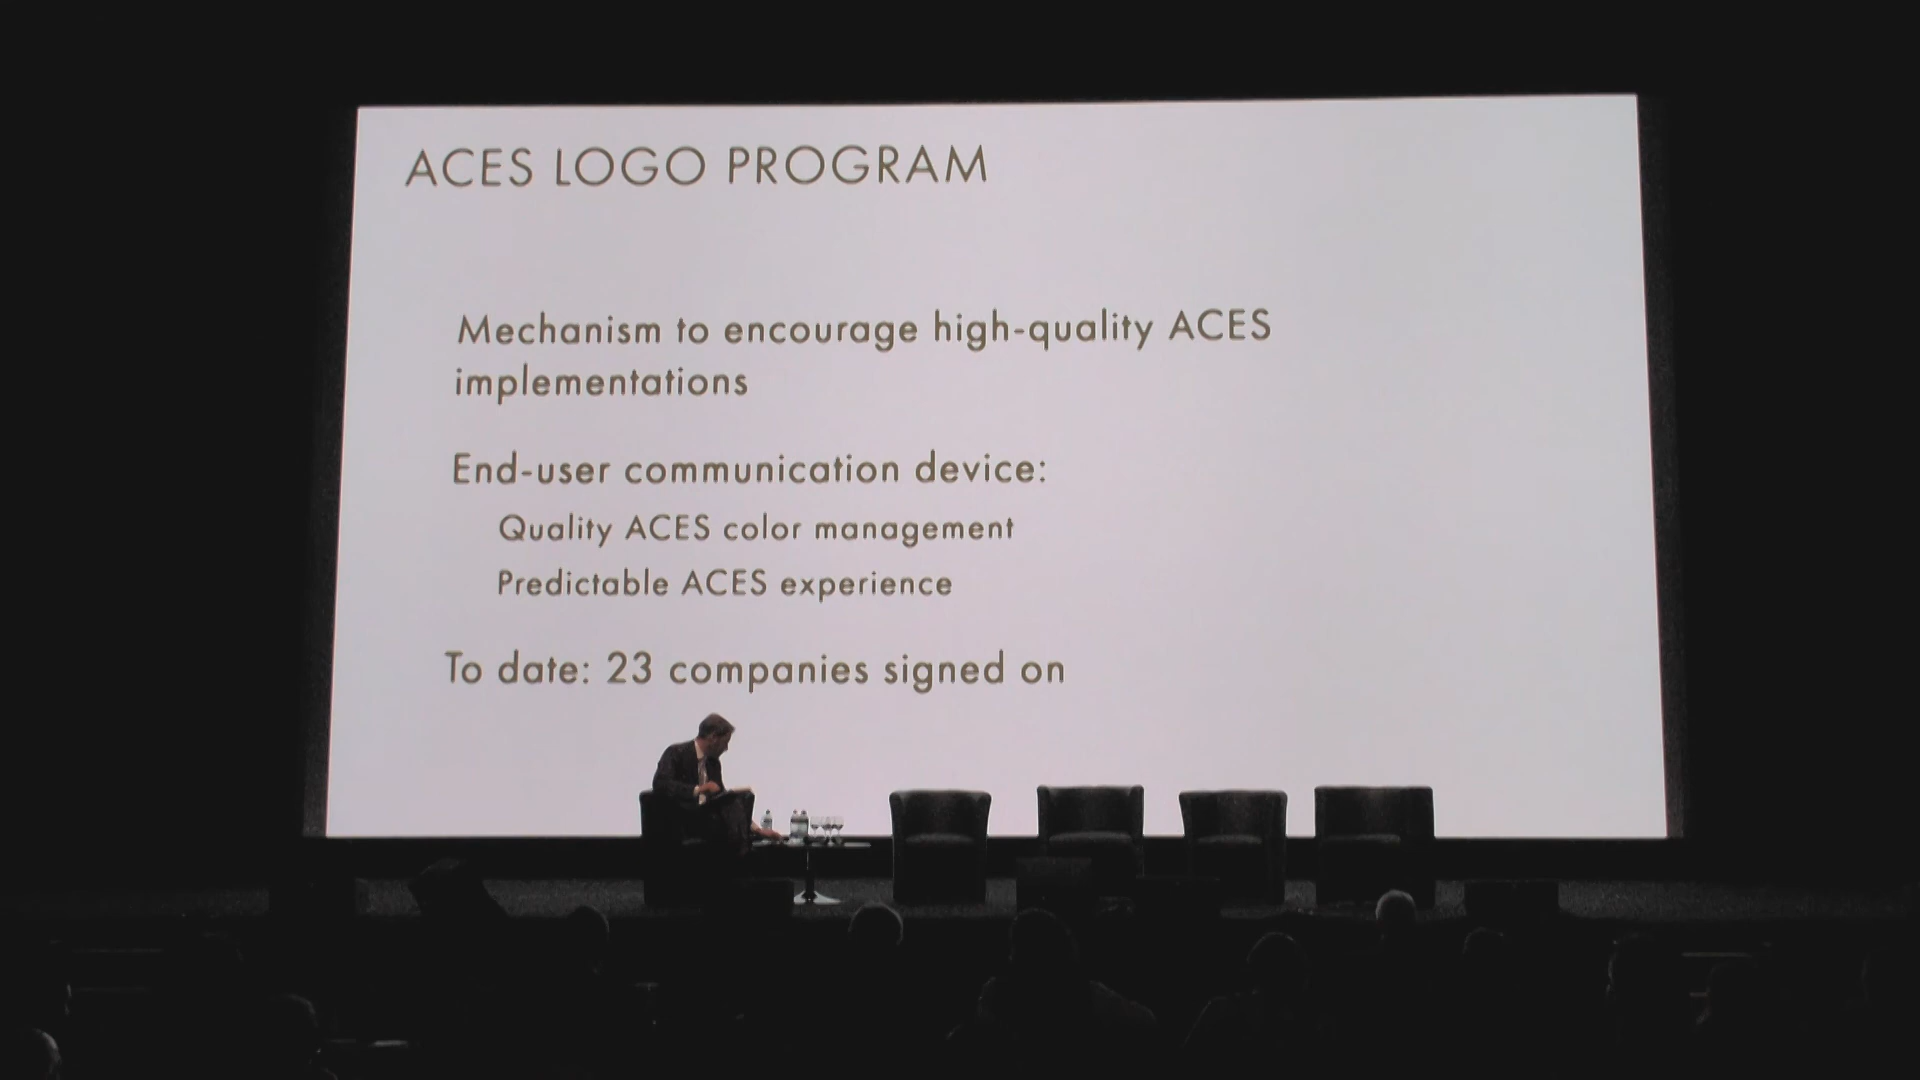 ACES LOGO PROGRAM
Mechanism to encourage high-quality ACES
implementations
End-user communication device:
Quality ACES color management
Predictable ACES experience
To date: 23 companies signed on